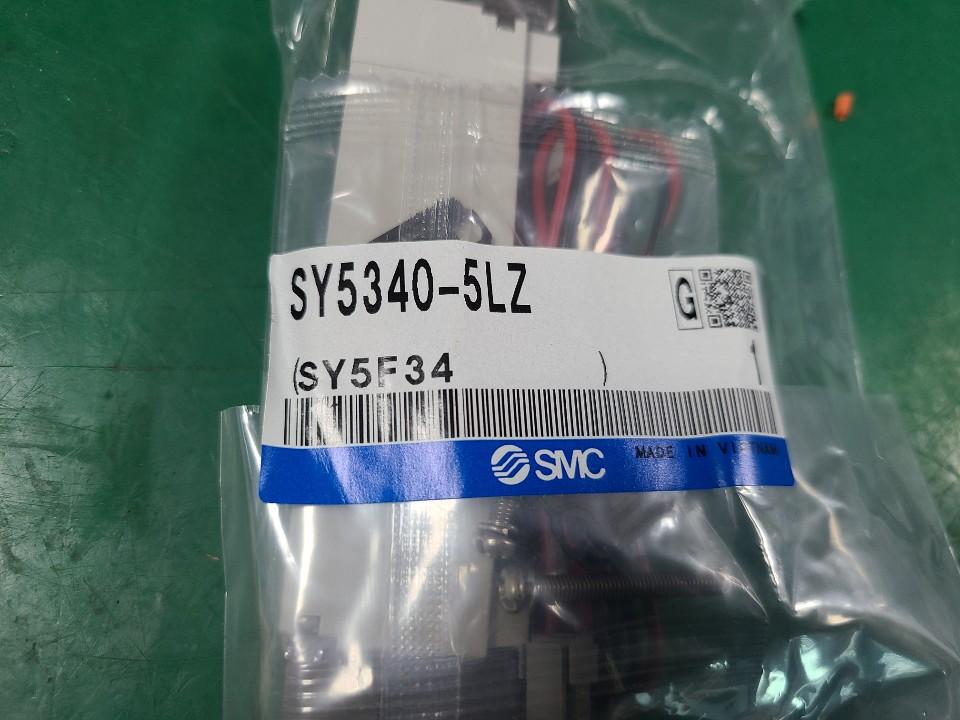 SY5340-5LZ
G
(SY5F34 )
1
SMC
MADE IN VIETNAM